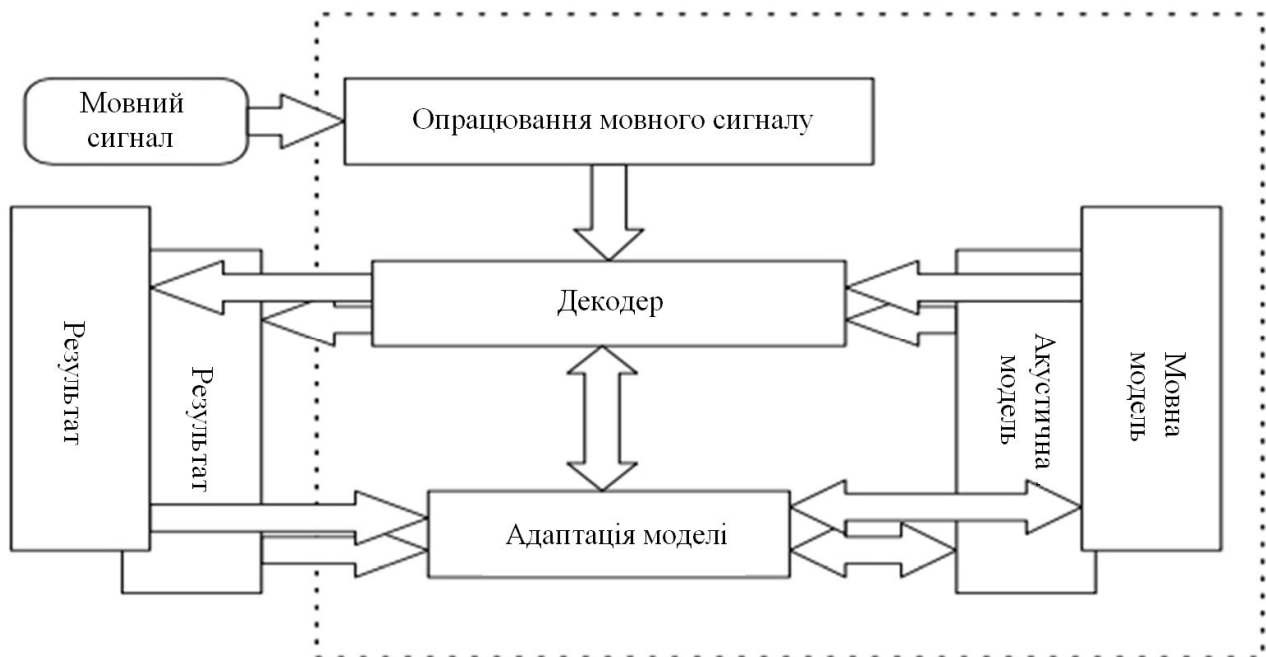 Мовний
сигнал
Опрацювання мовного сигналу
Декодер
Результат
Результат
Акустична
модель
Мовна
модель
Адаптація моделі